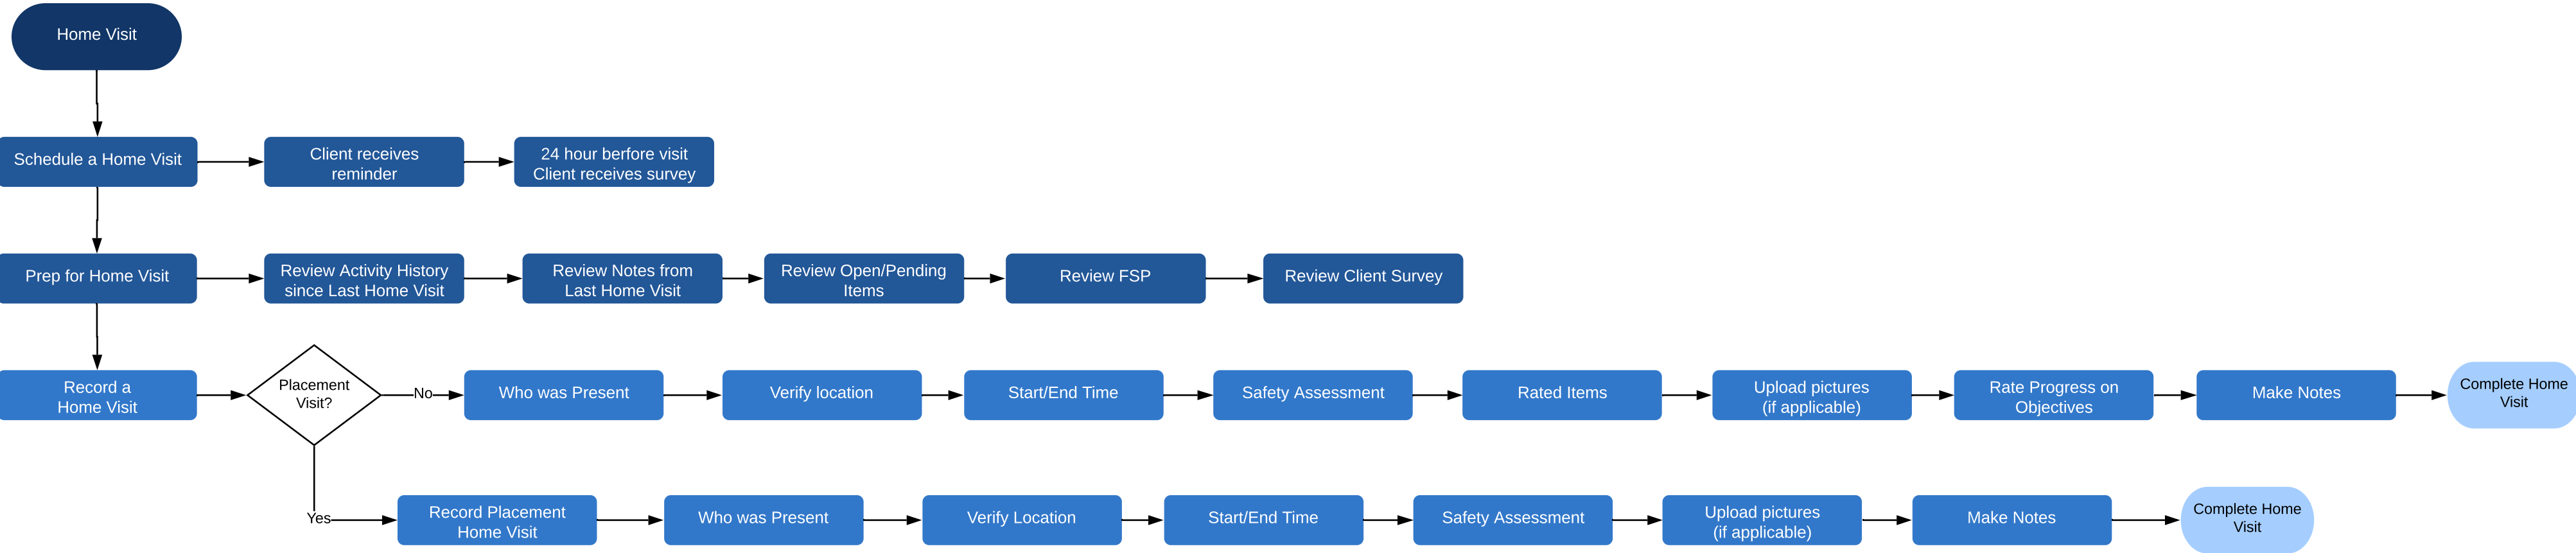 Home Visit
Schedule a Home Visit
Client receives
reminder
24 hour berfore visit
Client receives survey
Prep for Home Visit
Review Activity History
since Last Home Visit
Review Notes from
Last Home Visit
Review Open/Pending
Items
Review FSP
Review Client Survey
Record a
Home Visit
Placement
Visit?
No
Who was Present
Verify location
Start/End Time
Safety Assessment
Rated Items
Upload pictures
(if applicable)
Rate Progress on
Objectives
Make Notes
Complete Home
Visit
Yes
Record Placement
Home Visit
Who was Present
Verify Location
Start/End Time
Safety Assessment
Upload pictures
(if applicable)
Make Notes
Complete Home
Visit